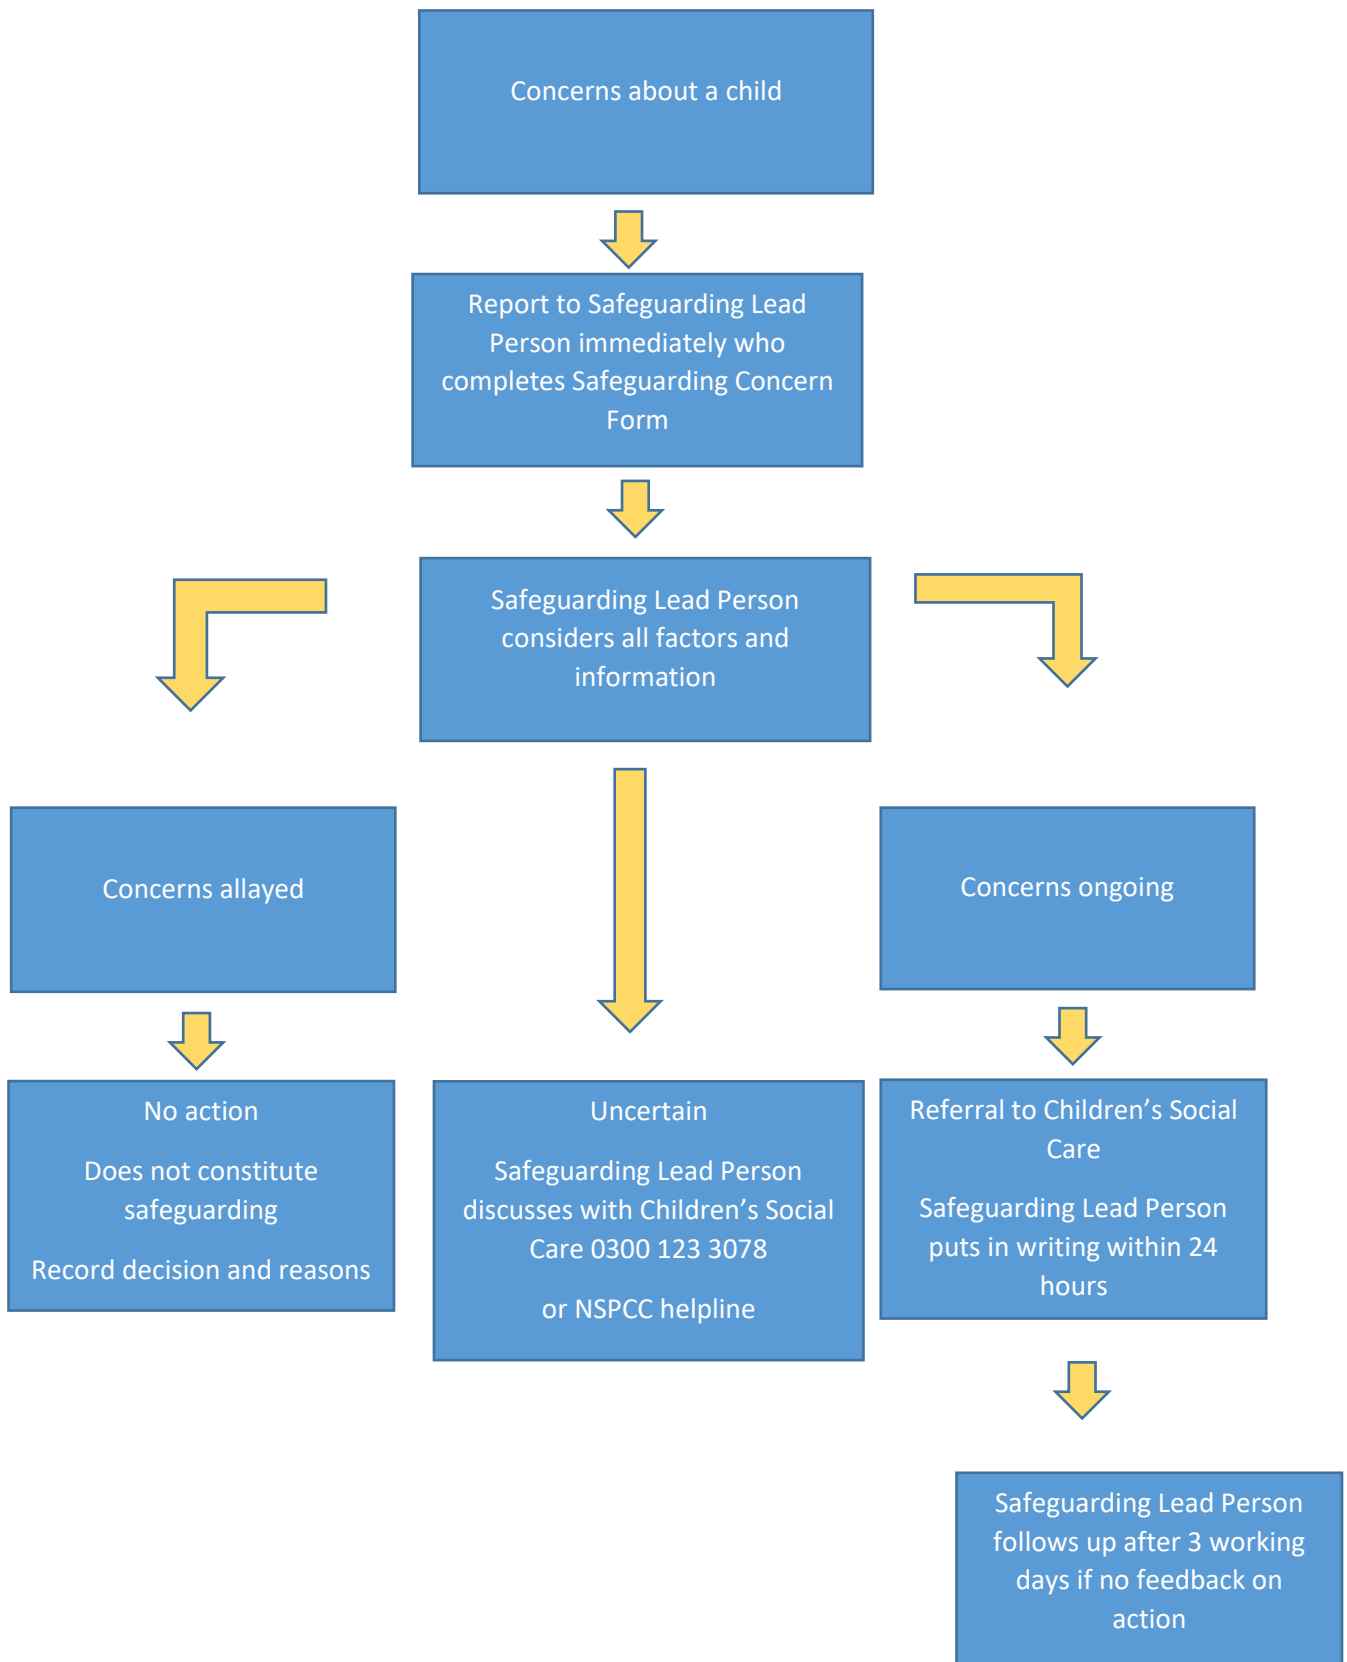 Concerns about a child
Report to Safeguarding Lead
Person immediately who
completes Safeguarding Concern
Form
Safeguarding Lead Person
considers all factors and
information
Concerns allayed
Concerns ongoing
No action
Does not constitute
safeguarding
Record decision and reasons
Uncertain
Safeguarding Lead Person
discusses with Children’s Social
Care 0300 123 3078
or NSPCC helpline
Referral to Children’s Social
Care
Safeguarding Lead Person
puts in writing within 24
hours
Safeguarding Lead Person
follows up after 3 working
days if no feedback on
action